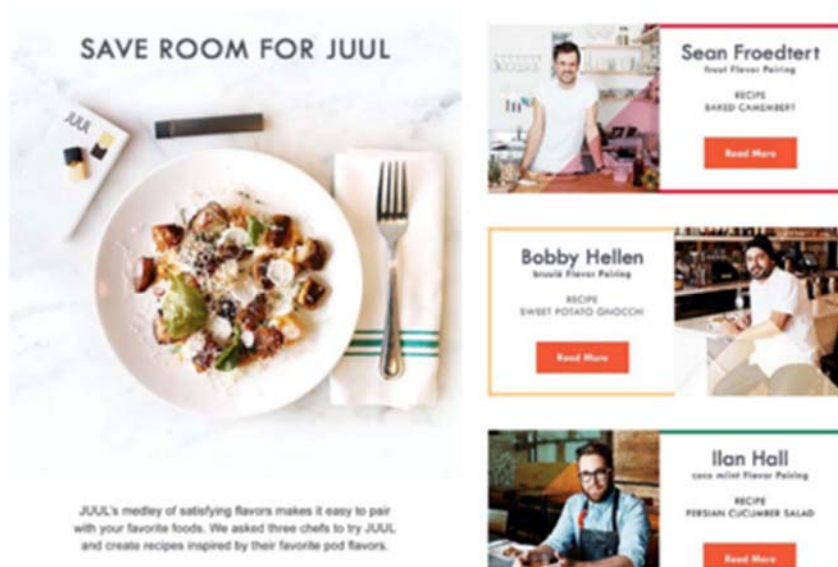 SAVE ROOM FOR JUUL
JUUL
JUUL's medley of satisfying flavors makes it easy to pair
with your favorite foods. We asked three chefs to try JUUL
and create recipes inspired by their favorite pod flavors.
Sean Froedtert
fruut Flavor Pairing
RECIPE
BAKED CAMEMBERT
Read More
Bobby Hellen
bruulé Flavor Pairing
RECIPE
SWEET POTATO GNOCCHI
Read More
Ilan Hall
coco miint Flavor Pairing
RECIPE
PERSIAN CUCUMBER SALAD
Read More